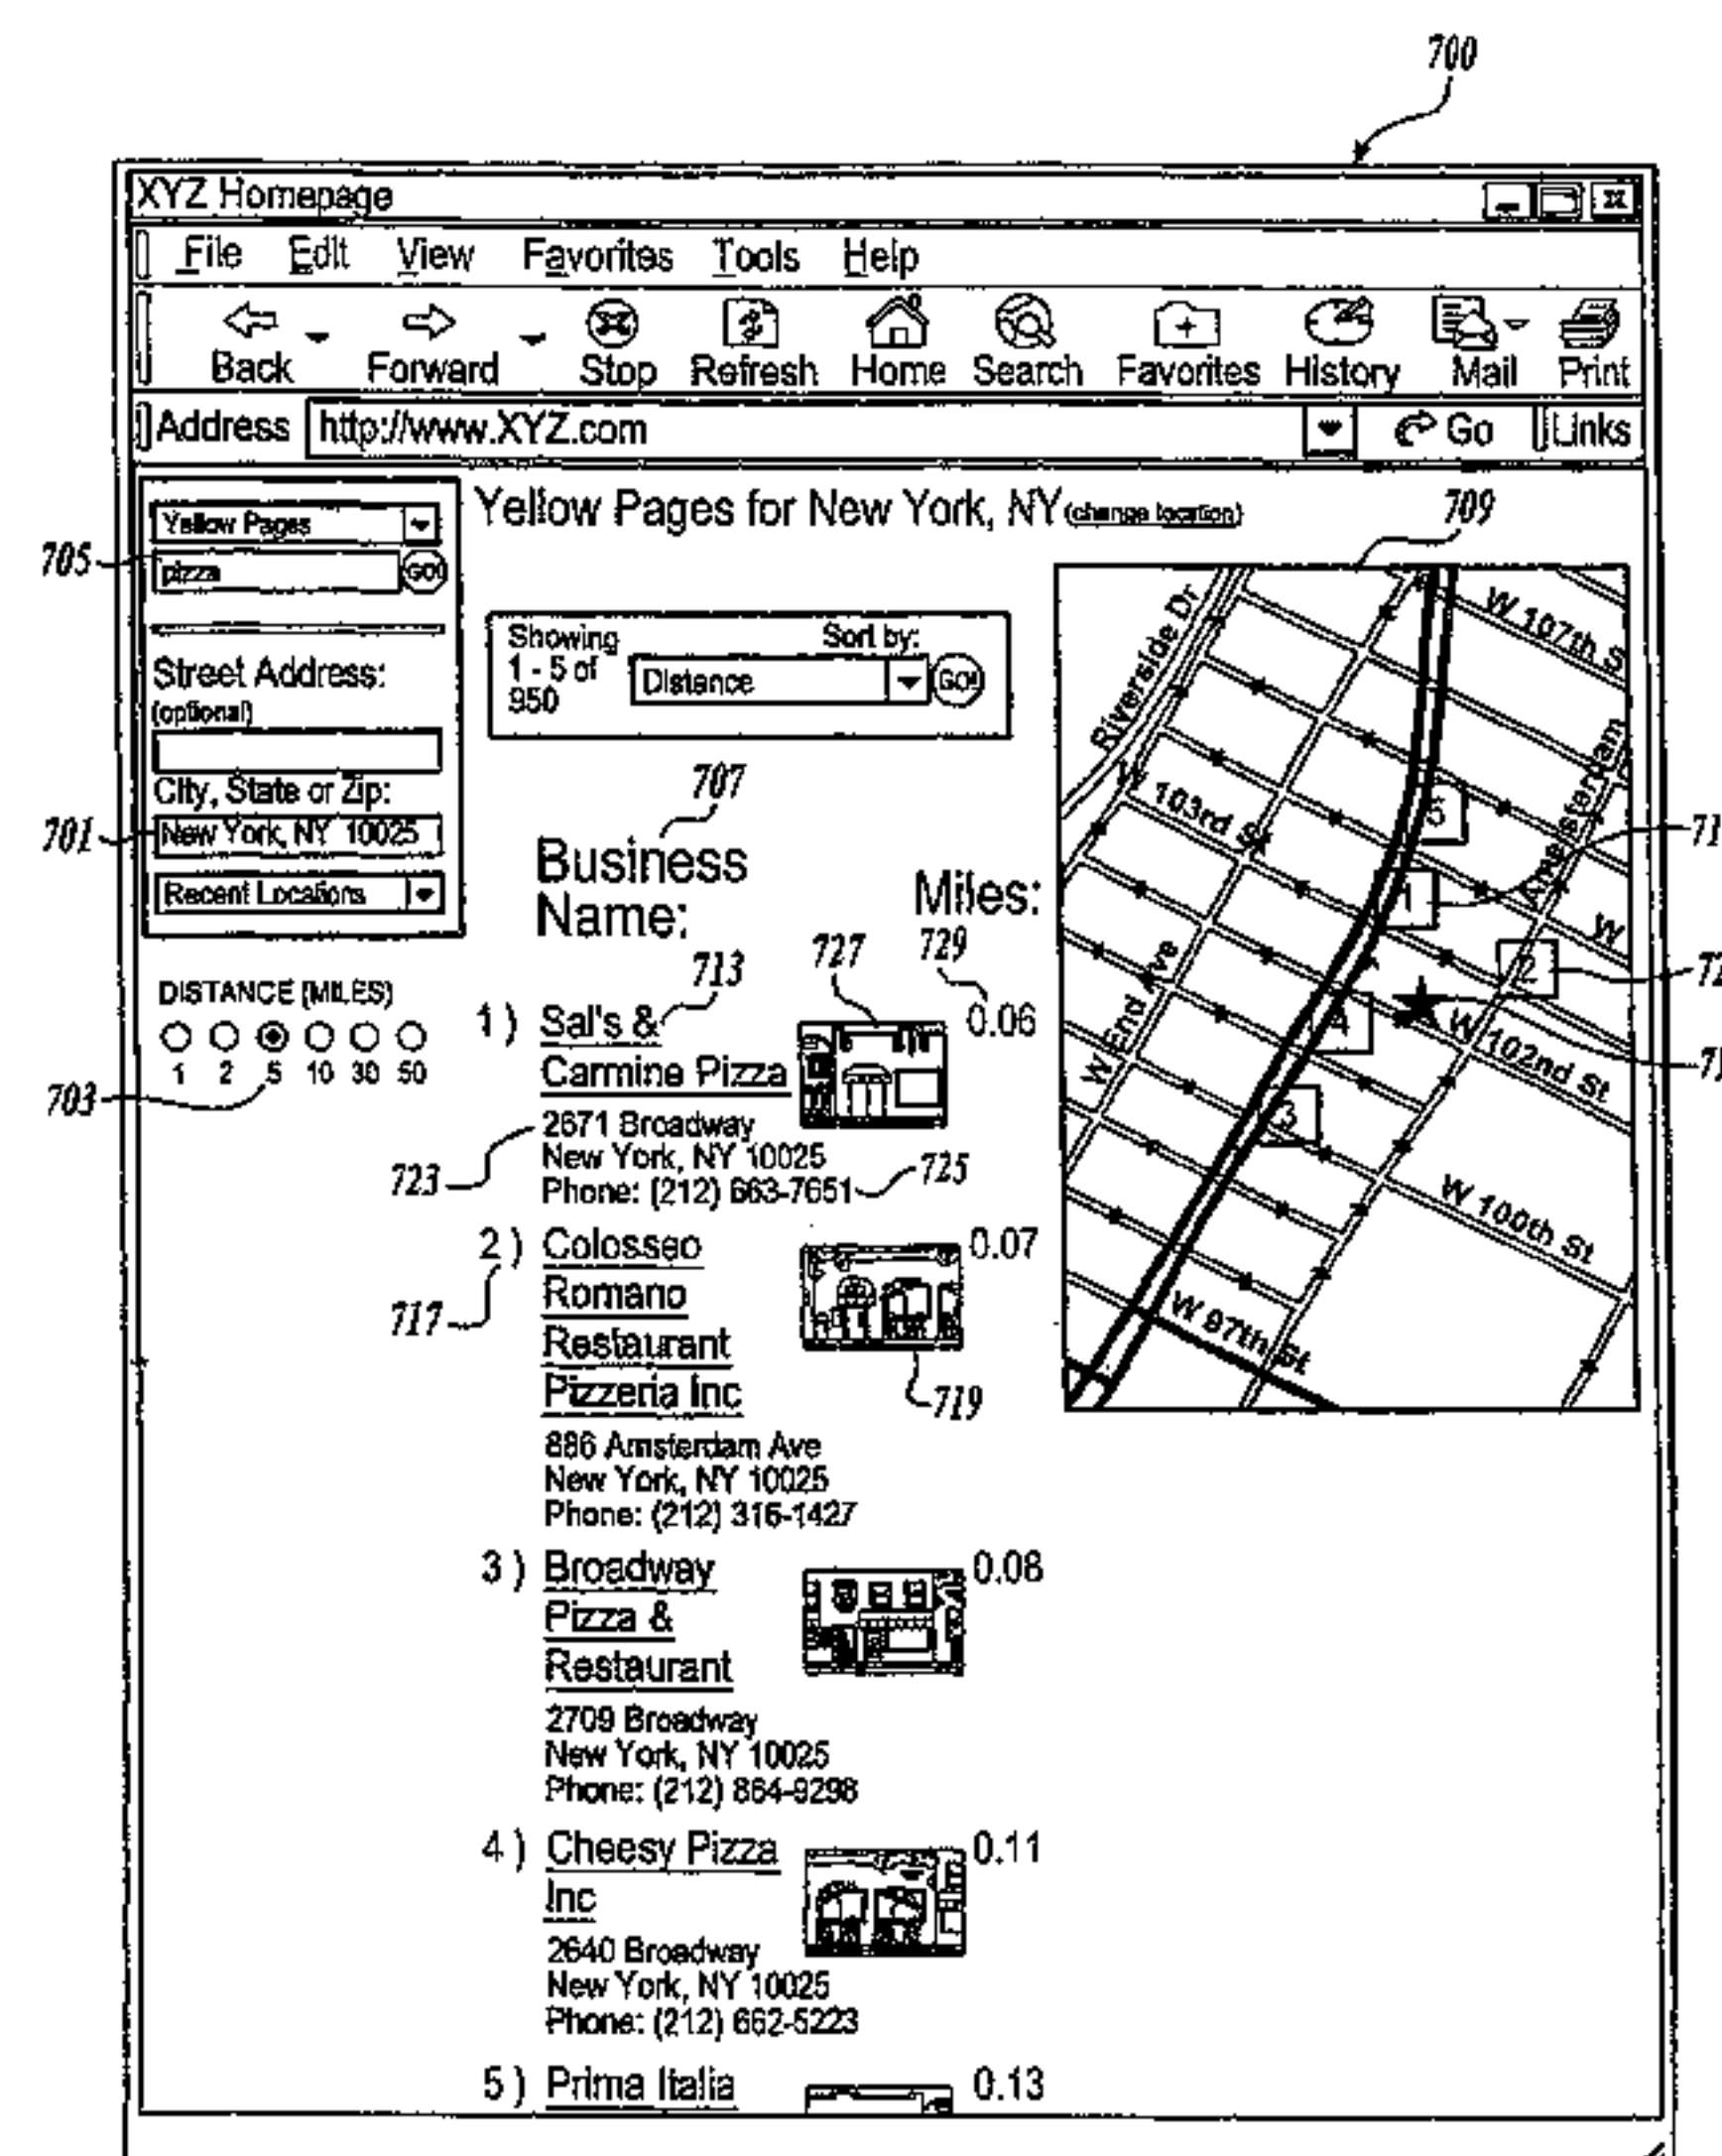 700
XYZ Homepage
File Edit View Favorites Tools Help
Back Forward Stop Refresh Home Search Favorites History Mail Print
Address http://www.XYZ.com Go Links
Yellow Pages
705
pizza GO!
Street Address:
(optional)
City, State or Zip:
701
New York, NY 10025
Recent Locations
DISTANCE (MILES)
1 2 5 10 30 50
703
Yellow Pages for New York, NY (change location)
Showing
1 - 5 of
950
Sort by:
Distance GO!
707
Business
Name:
Miles:
713
727
729
1) Sal's &
Carmine Pizza
0.06
2671 Broadway
New York, NY 10025
Phone: (212) 663-7651
723
725
2) Colosseo
Romano
Restaurant
Pizzeria Inc
0.07
717
719
886 Amsterdam Ave
New York, NY 10025
Phone: (212) 316-1427
3) Broadway
Pizza &
Restaurant
0.08
2709 Broadway
New York, NY 10025
Phone: (212) 864-9298
4) Cheesy Pizza
Inc
0.11
2640 Broadway
New York, NY 10025
Phone: (212) 662-5223
5) Prima Italia
0.13
709
Riverside Dr
W 107th S
Amsterdam
W 103rd St
5
1
W
2
W End Ave
4
W 102nd St
3
W 100th St
W 97th St
71
72
71